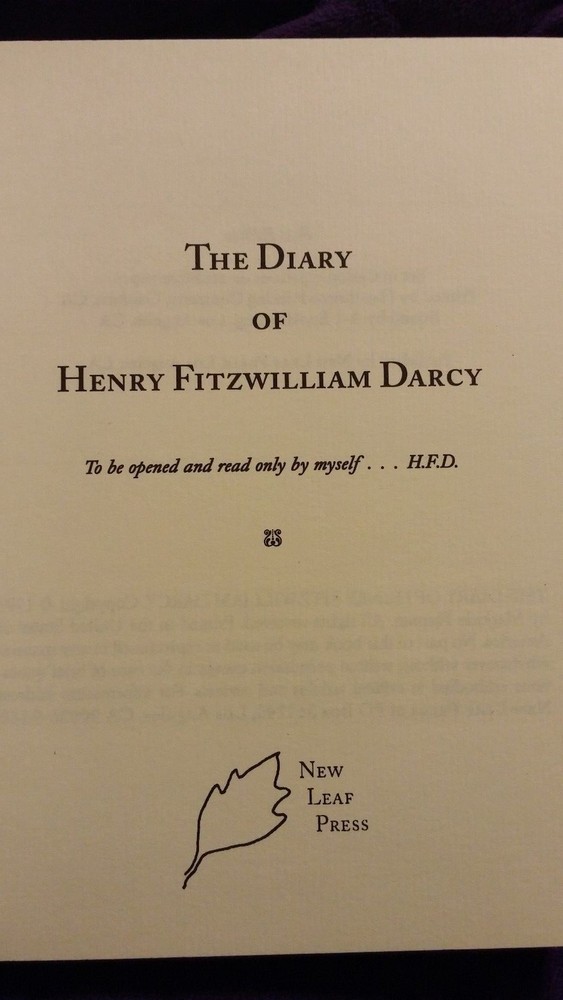 The Diary
of
Henry Fitzwilliam Darcy
To be opened and read only by myself . . . H.F.D.
New
Leaf
Press